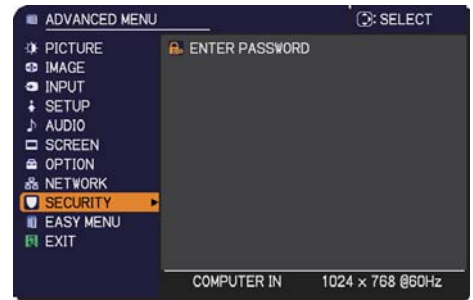 ADVANCED MENU : SELECT
PICTURE
IMAGE
INPUT
SETUP
AUDIO
SCREEN
OPTION
NETWORK
SECURITY
EASY MENU
EXIT
ENTER PASSWORD
COMPUTER IN 1024 x 768 @60Hz